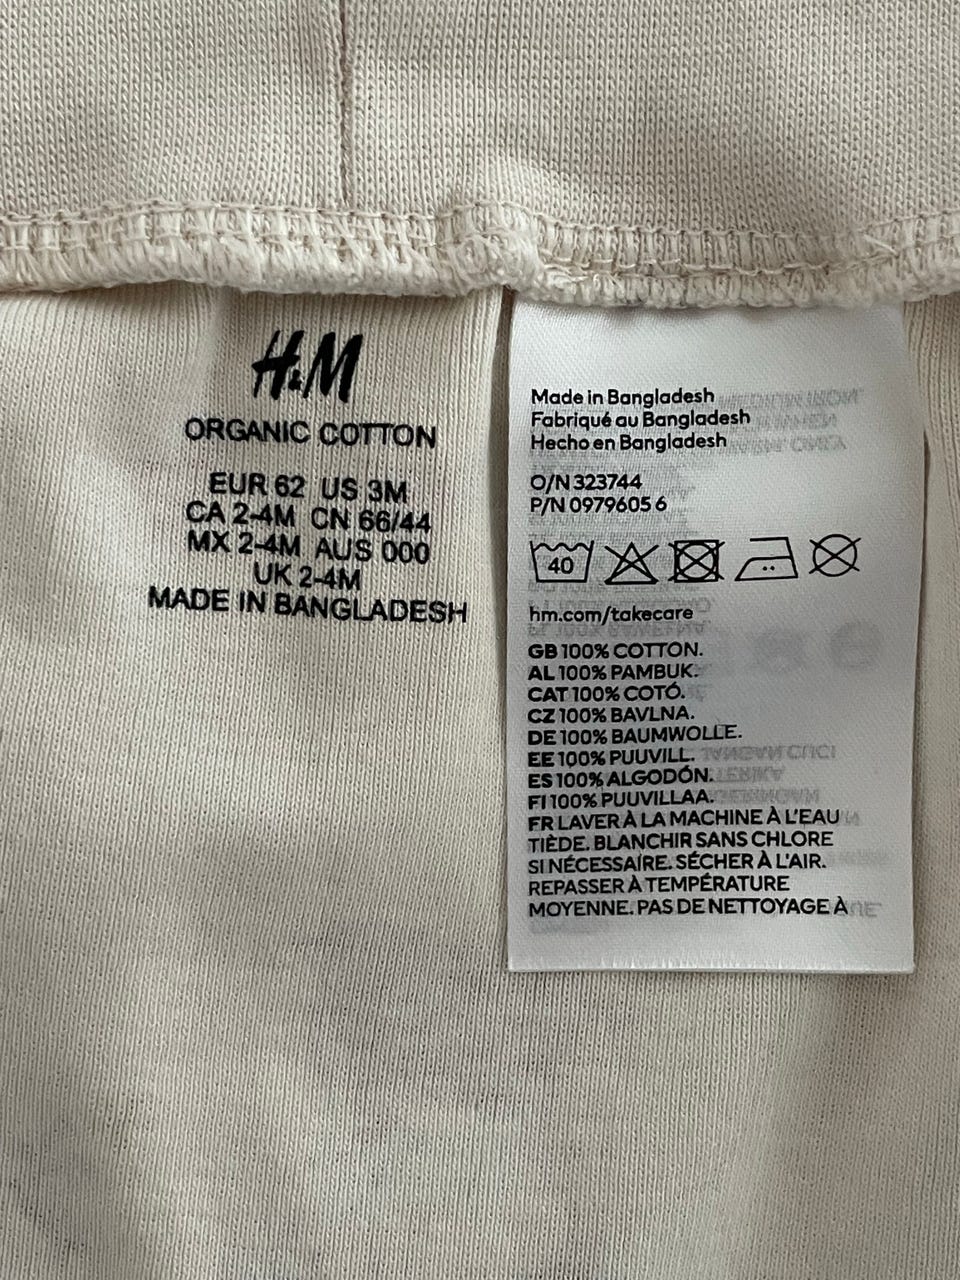 H&M
ORGANIC COTTON
EUR 62 US 3M
CA 2-4M CN 66/44
MX 2-4M AUS 000
UK 2-4M
MADE IN BANGLADESH
Made in Bangladesh
Fabriqué au Bangladesh
Hecho en Bangladesh
O/N 323744
P/N 0979605 6
40
hm.com/takecare
GB 100% COTTON.
AL 100% PAMBUK.
CAT 100% COTÓ.
CZ 100% BAVLNA.
DE 100% BAUMWOLLE.
EE 100% PUUVILL.
ES 100% ALGODÓN.
FI 100% PUUVILLAA.
FR LAVER À LA MACHINE À L'EAU
TIÈDE. BLANCHIR SANS CHLORE
SI NÉCESSAIRE. SÉCHER À L'AIR.
REPASSER À TEMPÉRATURE
MOYENNE. PAS DE NETTOYAGE À